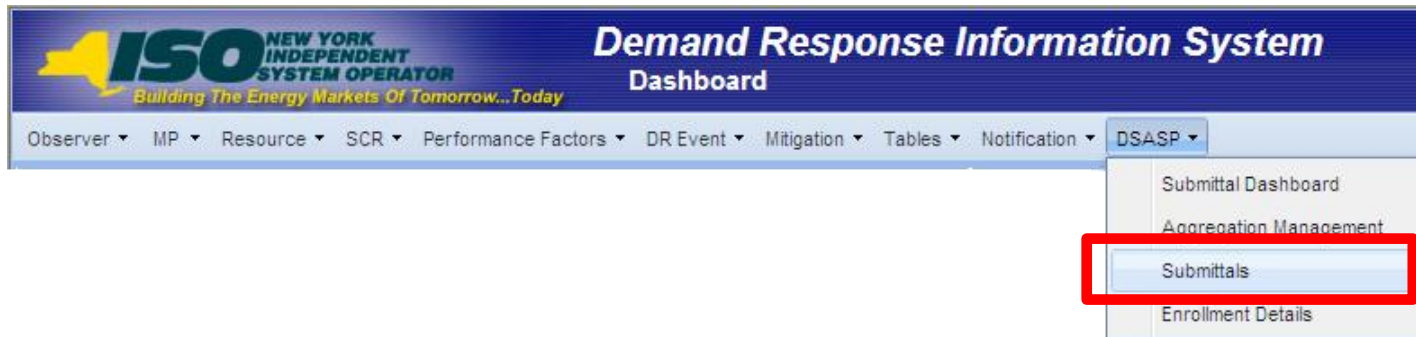 ISO NEW YORK
INDEPENDENT
SYSTEM OPERATOR
Building The Energy Markets Of Tomorrow...Today
Demand Response Information System
Dashboard
Observer MP Resource SCR Performance Factors DR Event Mitigation Tables Notification DSASP
Submittal Dashboard
Aggregation Management
Submittals
Enrollment Details